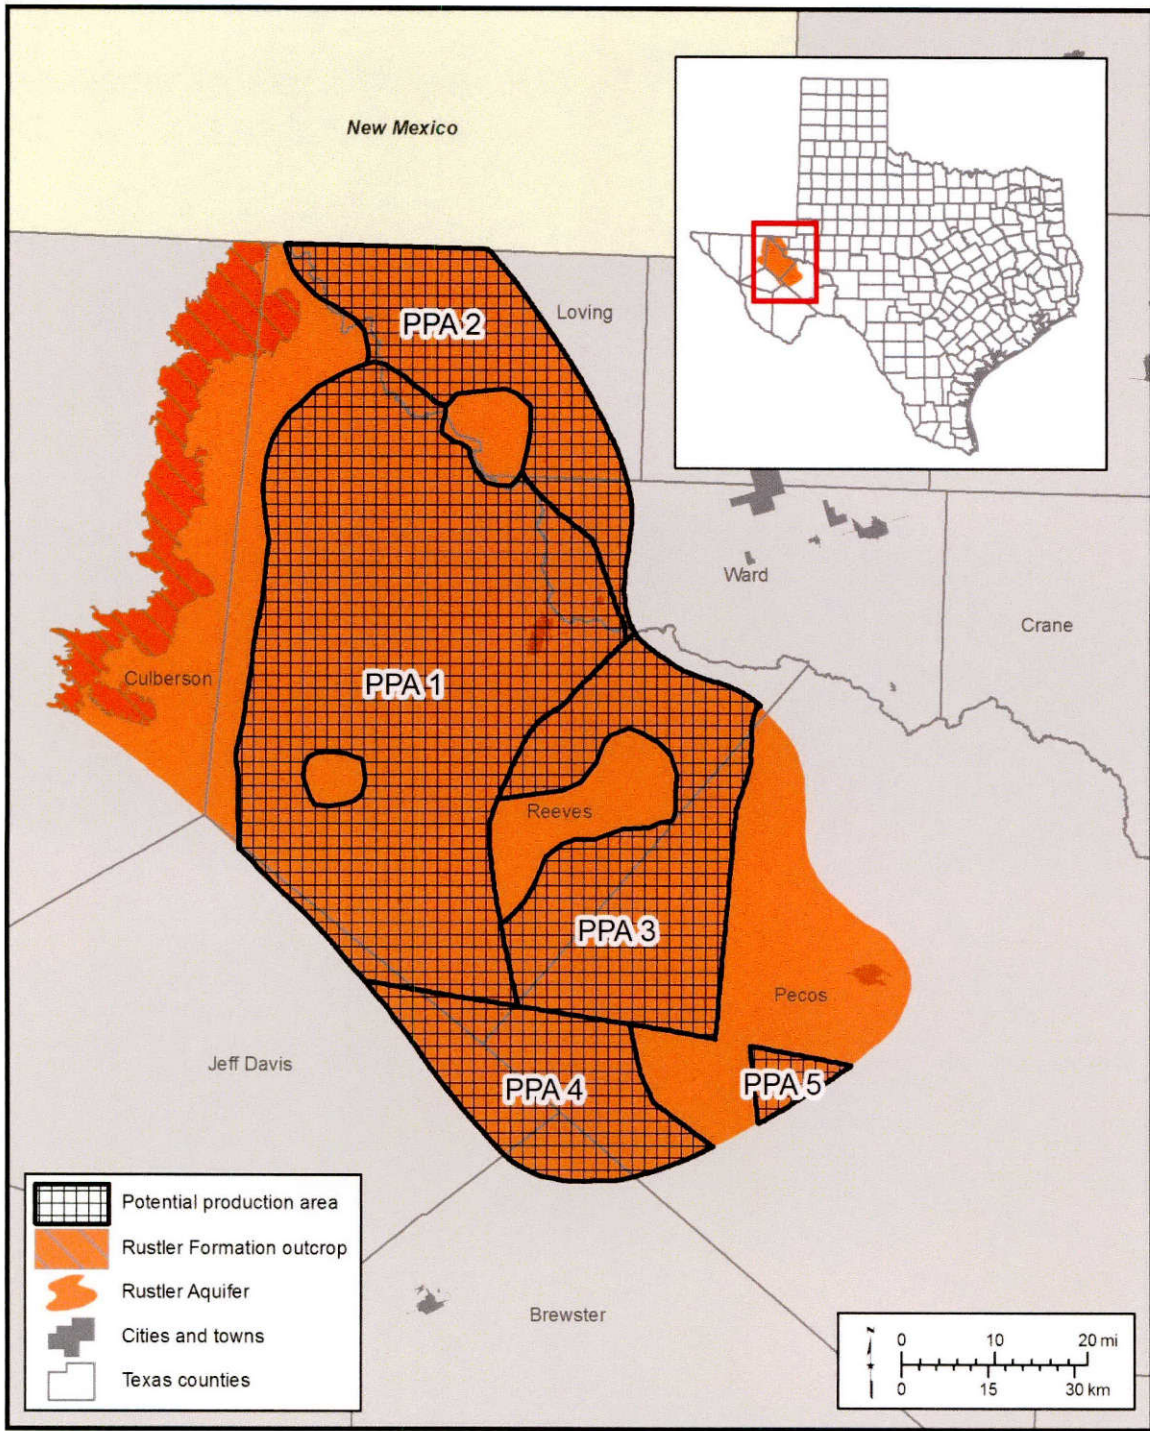 New Mexico
Loving
PPA 2
Ward
Crane
Culberson
PPA 1
Reeves
PPA 3
Pecos
Jeff Davis
PPA 4
PPA 5
Brewster
Potential production area
Rustler Formation outcrop
Rustler Aquifer
Cities and towns
Texas counties
N
0 10 20 mi
0 15 30 km